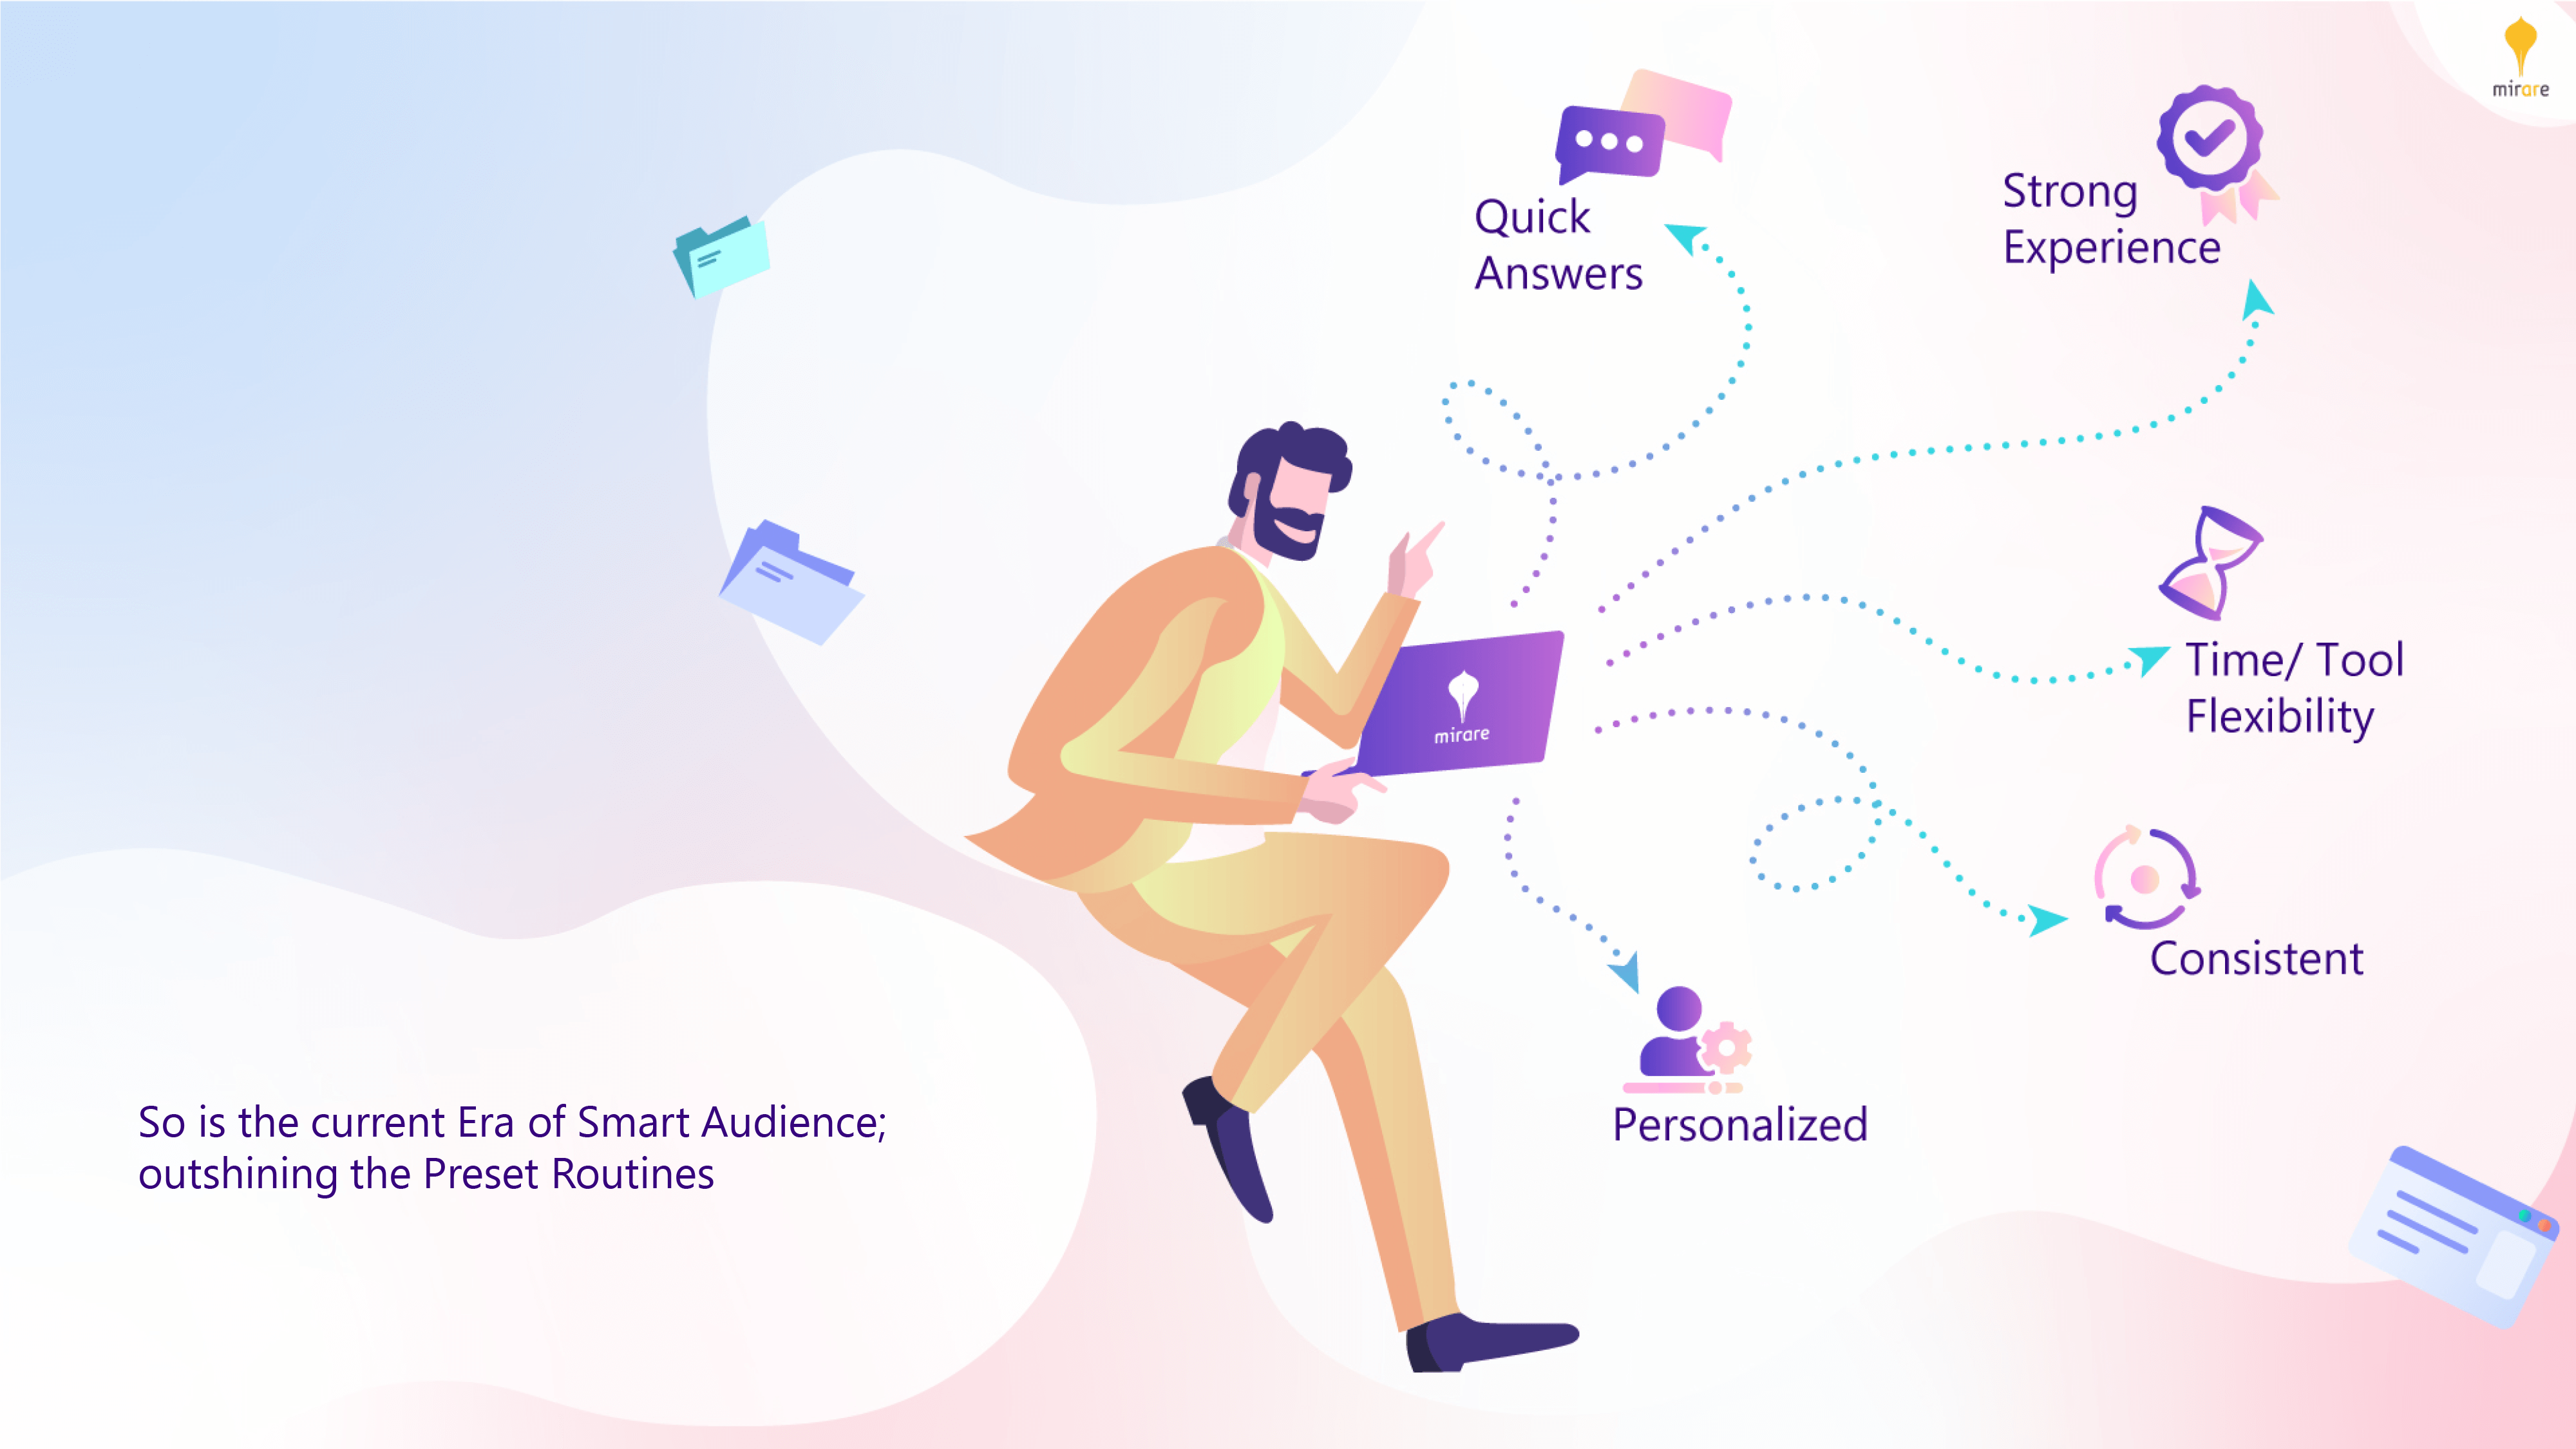 mirare
Quick
Answers
Strong
Experience
Time/ Tool
Flexibility
mirare
Consistent
Personalized
So is the current Era of Smart Audience;
outshining the Preset Routines